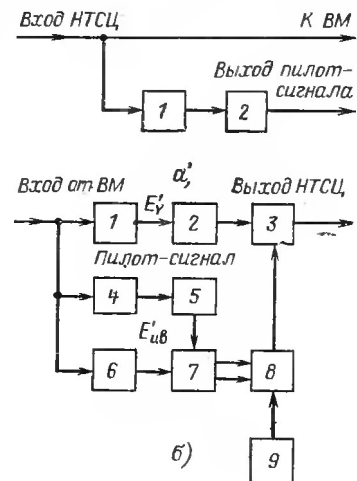 Вход НТСЦ
К ВМ
Выход пилот-
сигнала
1
2
а)
Вход от ВМ
Выход НТСЦ
1
E'Y
2
3
Пилот-сигнал
4
5
E'цв
6
7
8
9
б)